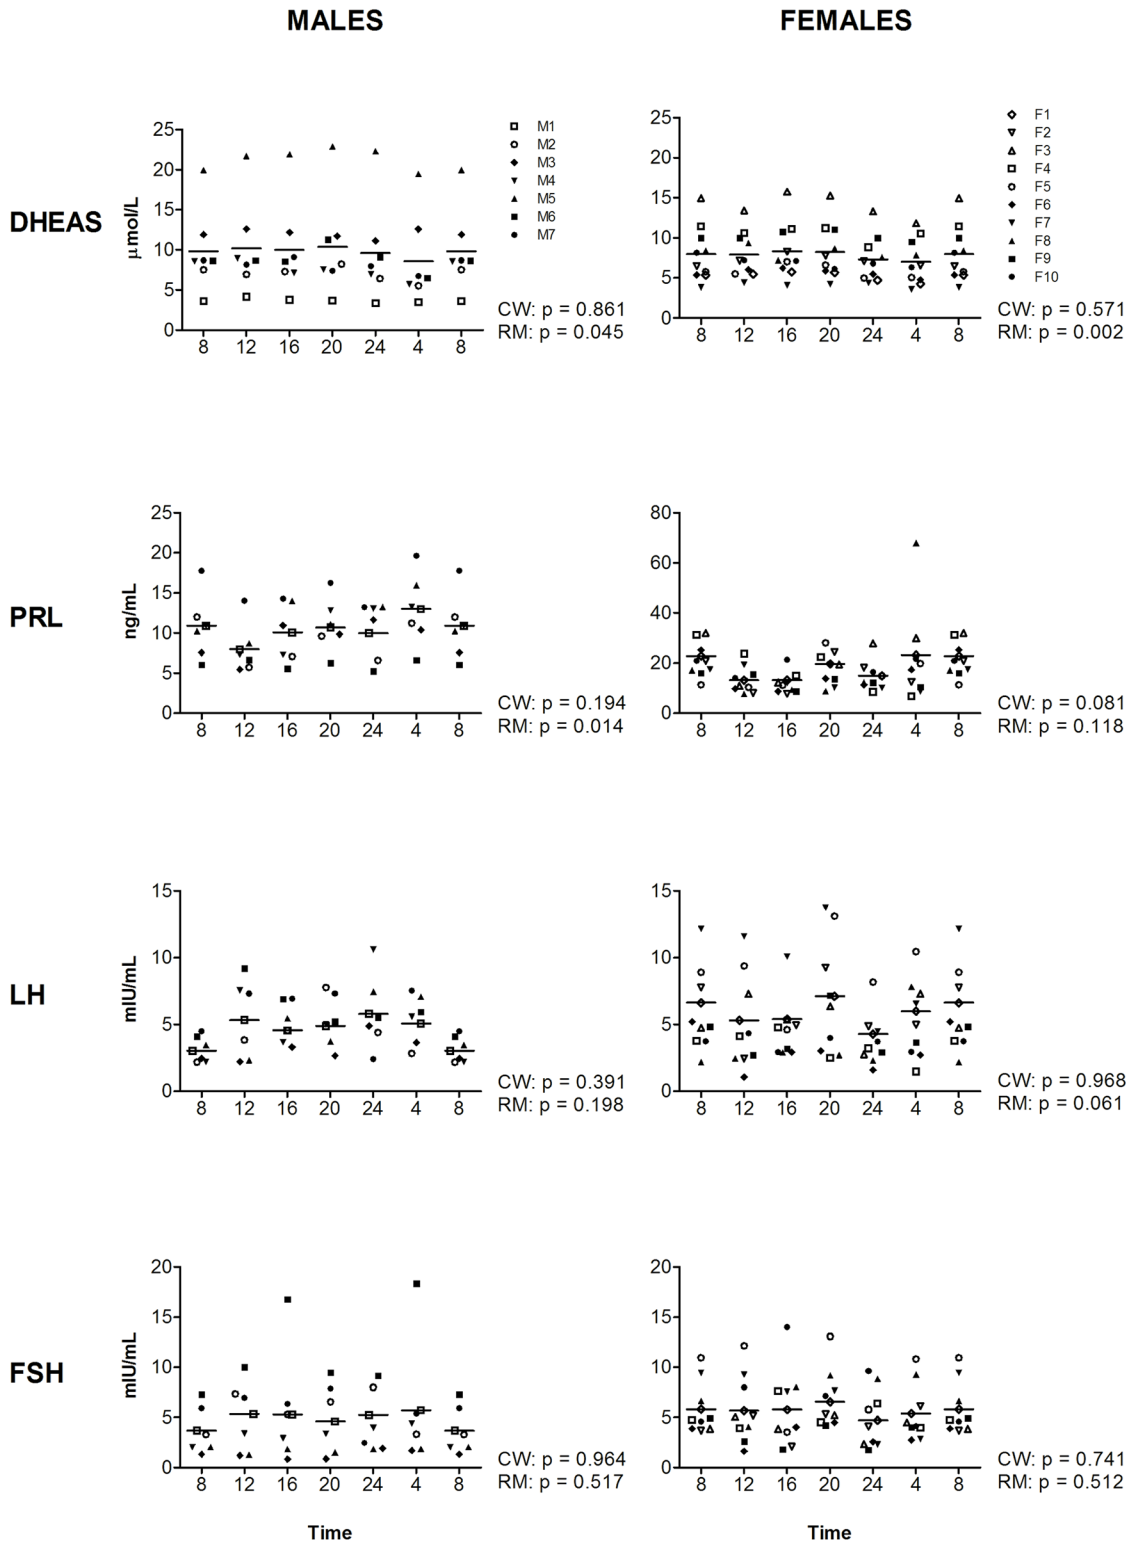 MALES
FEMALES
DHEAS
μmol/L
25
20
15
10
5
0
8 12 16 20 24 4 8
M1
M2
M3
M4
M5
M6
M7
CW: p = 0.861
RM: p = 0.045
25
20
15
10
5
0
8 12 16 20 24 4 8
F1
F2
F3
F4
F5
F6
F7
F8
F9
F10
CW: p = 0.571
RM: p = 0.002
PRL
ng/mL
25
20
15
10
5
0
8 12 16 20 24 4 8
CW: p = 0.194
RM: p = 0.014
80
60
40
20
0
8 12 16 20 24 4 8
CW: p = 0.081
RM: p = 0.118
LH
mIU/mL
15
10
5
0
8 12 16 20 24 4 8
CW: p = 0.391
RM: p = 0.198
15
10
5
0
8 12 16 20 24 4 8
CW: p = 0.968
RM: p = 0.061
FSH
mIU/mL
20
15
10
5
0
8 12 16 20 24 4 8
CW: p = 0.964
RM: p = 0.517
Time
20
15
10
5
0
8 12 16 20 24 4 8
CW: p = 0.741
RM: p = 0.512
Time